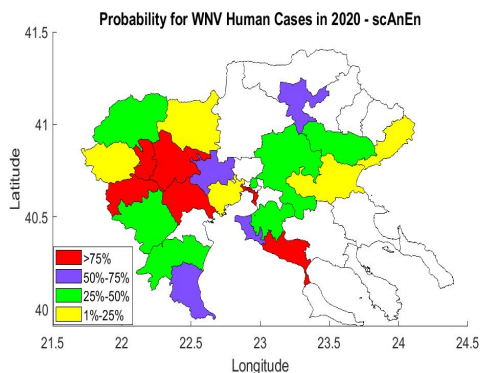 Probability for WNV Human Cases in 2020 - scAnEn
41.5
41
40.5
40
Latitude
>75%
50%-75%
25%-50%
1%-25%
21.5 22 22.5 23 23.5 24 24.5
Longitude